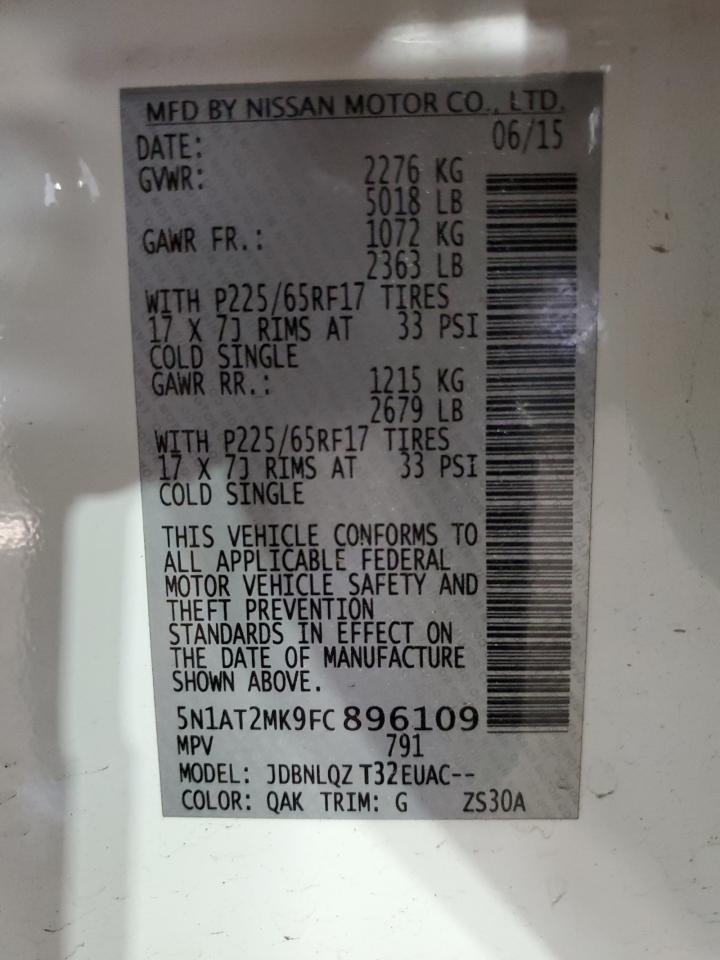 MFD BY NISSAN MOTOR CO., LTD.
DATE: 06/15
GVWR: 2276 KG
5018 LB
GAWR FR.: 1072 KG
2363 LB
WITH P225/65RF17 TIRES
17 X 7J RIMS AT 33 PSI
COLD SINGLE
GAWR RR.: 1215 KG
2679 LB
WITH P225/65RF17 TIRES
17 X 7J RIMS AT 33 PSI
COLD SINGLE
THIS VEHICLE CONFORMS TO
ALL APPLICABLE FEDERAL
MOTOR VEHICLE SAFETY AND
THEFT PREVENTION
STANDARDS IN EFFECT ON
THE DATE OF MANUFACTURE
SHOWN ABOVE.
5N1AT2MK9FC 896109
MPV 791
MODEL: JDBNLQZ T32EUAC--
COLOR: QAK TRIM: G ZS30A